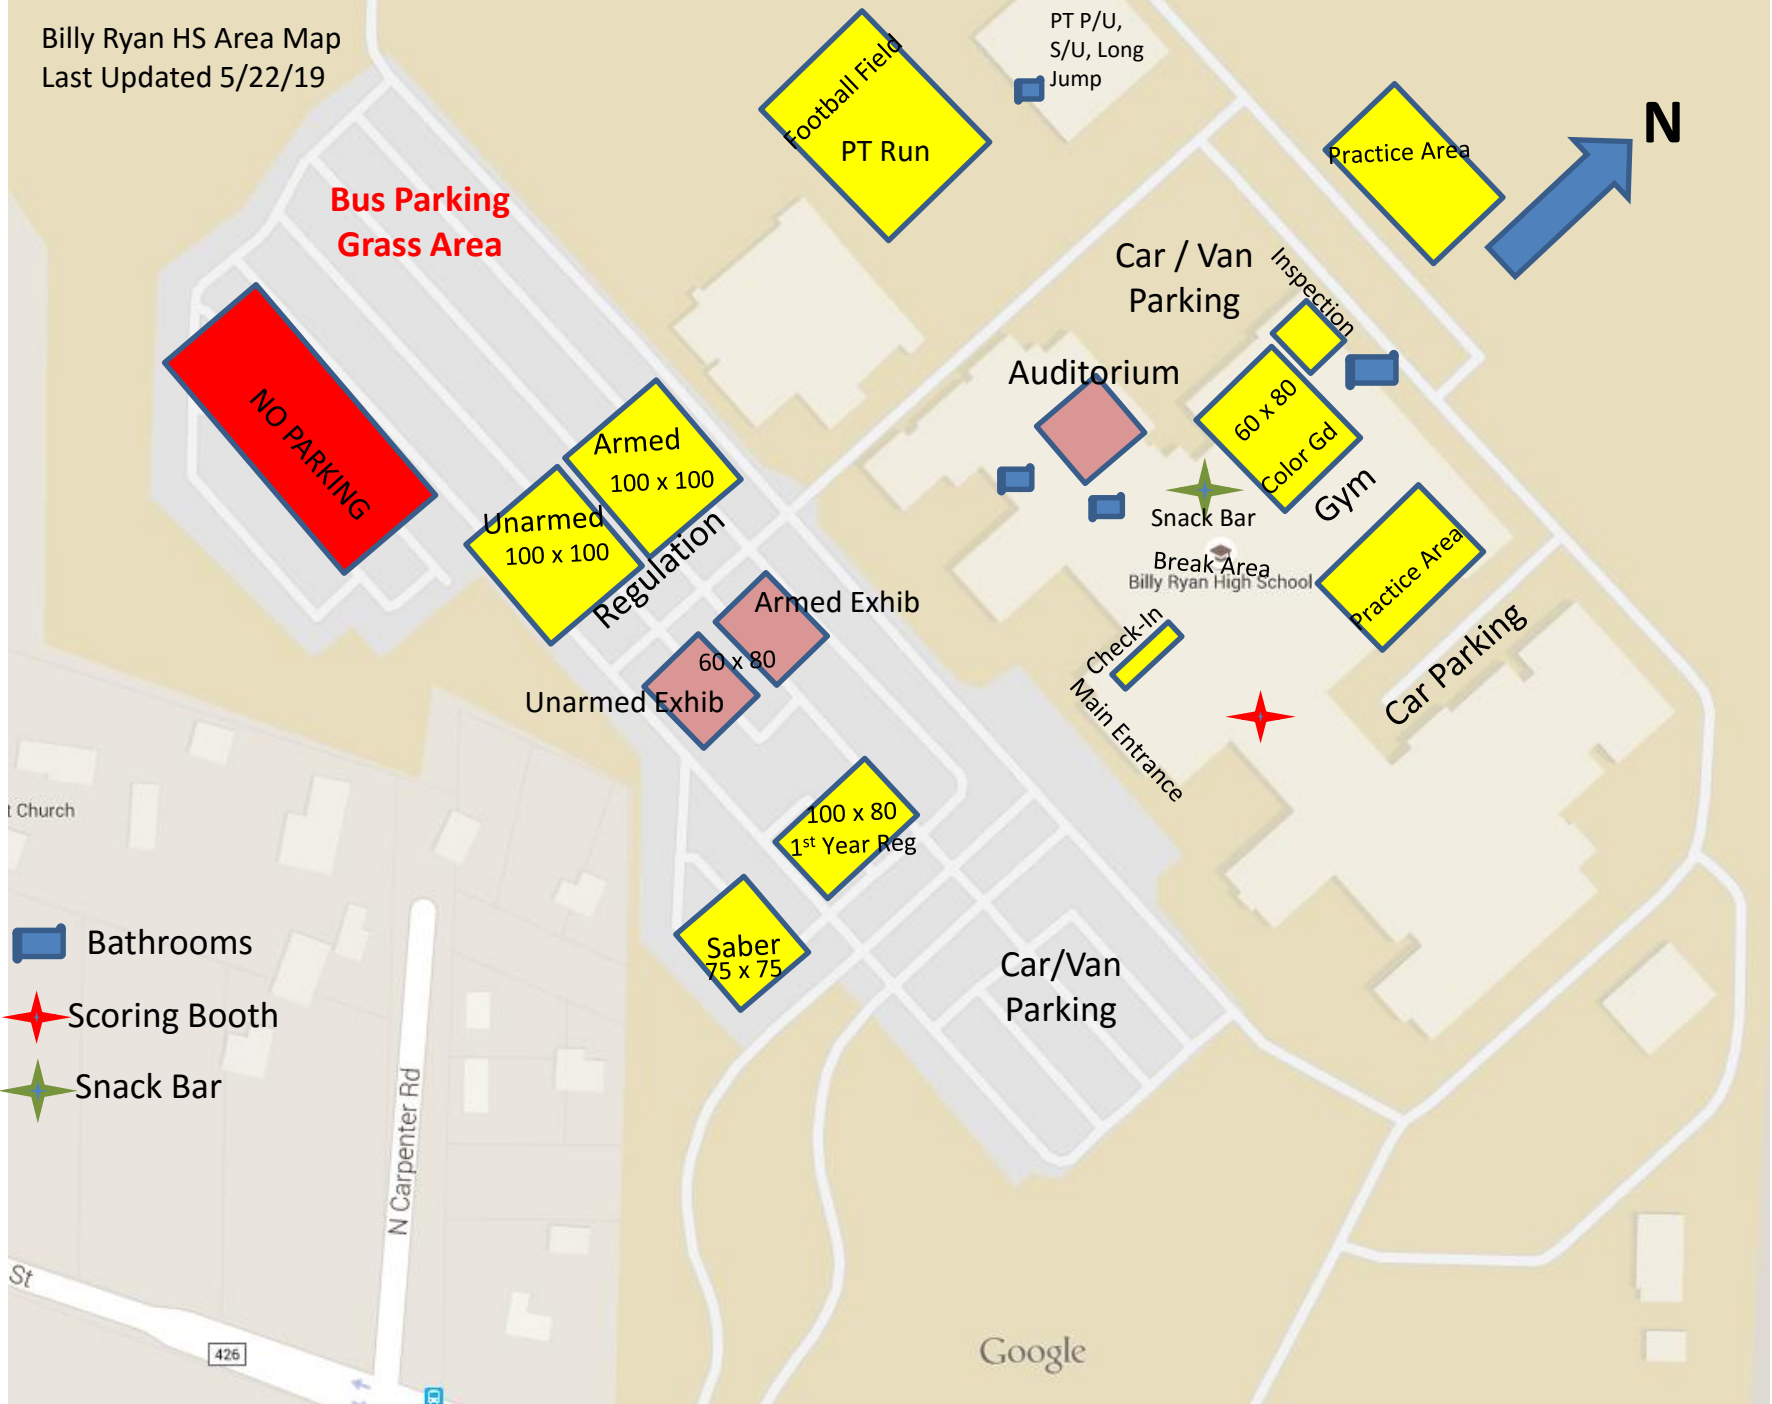 Billy Ryan HS Area Map
Last Updated 5/22/19
PT P/U,
S/U, Long
Jump
Football Field
PT Run
N
Practice Area
Bus Parking
Grass Area
Car / Van
Parking
Inspection
Auditorium
60 x 80
Color Gd
Gym
NO PARKING
Armed
100 x 100
Unarmed
100 x 100
Regulation
Snack Bar
Break Area
Billy Ryan High School
Practice Area
Armed Exhib
60 x 80
Unarmed Exhib
Check-In
Main Entrance
Car Parking
100 x 80
1st Year Reg
t Church
Saber
75 x 75
Car/Van
Parking
Bathrooms
Scoring Booth
Snack Bar
N Carpenter Rd
St
426
Google